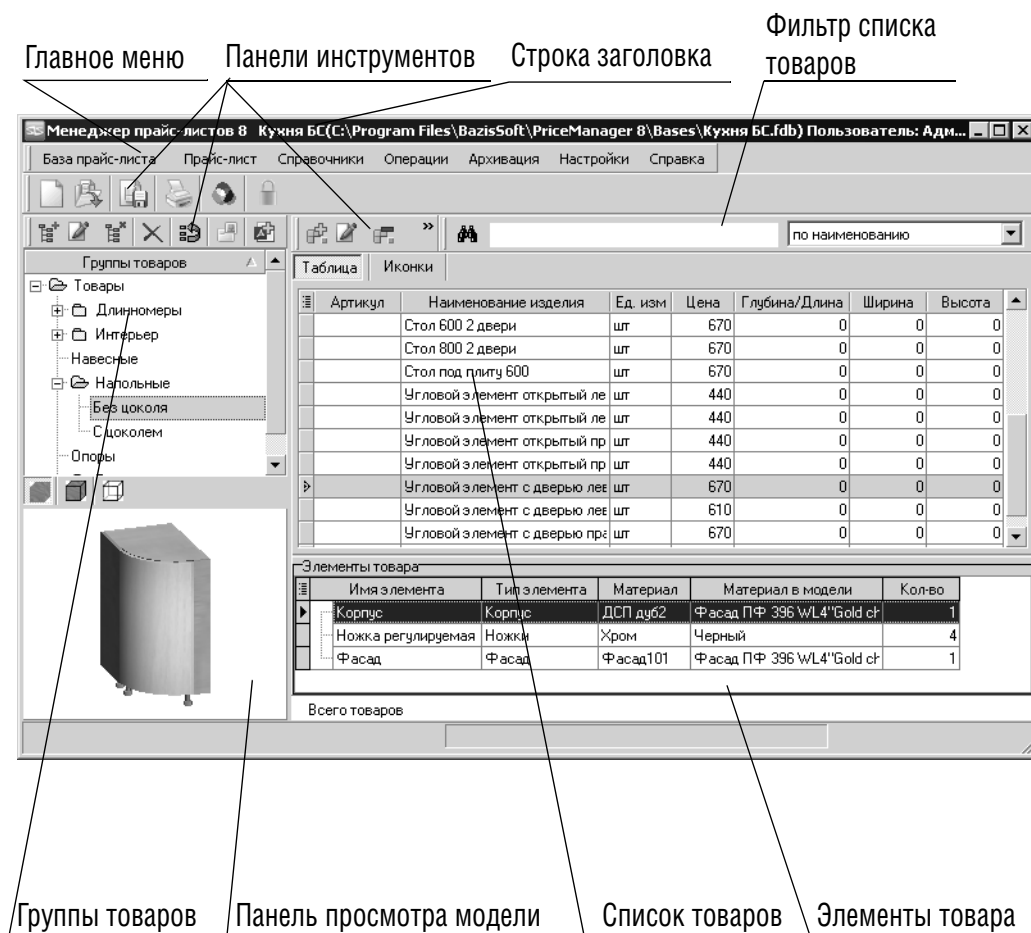 Фильтр списка
товаров
Главное меню Панели инструментов Строка заголовка
Менеджер прайс-листов 8 Кухня БС(C:\Program Files\BazisSoft\PriceManager 8\Bases\Кухня БС.fdb) Пользователь: Адм...
База прайс-листа Прайс-лист Справочники Операции Архивация Настройки Справка
по наименованию
Группы товаров
Товары
Длинномеры
Интерьер
Навесные
Напольные
Без цоколя
С цоколем
Опоры
Таблица Иконки
Артикул Наименование изделия Ед. изм Цена Глубина/Длина Ширина Высота
Стол 600 2 двери шт 670 0 0 0
Стол 800 2 двери шт 670 0 0 0
Стол под плиту 600 шт 670 0 0 0
Угловой элемент открытый ле шт 440 0 0 0
Угловой элемент открытый ле шт 440 0 0 0
Угловой элемент открытый пр шт 440 0 0 0
Угловой элемент открытый пр шт 440 0 0 0
Угловой элемент с дверью лев шт 670 0 0 0
Угловой элемент с дверью лев шт 610 0 0 0
Угловой элемент с дверью пра шт 670 0 0 0
Элементы товара
Имя элемента Тип элемента Материал Материал в модели Кол-во
Корпус Корпус ДСП дуб2 Фасад ПФ 396 WL4"Gold ch 1
Ножка регулируемая Ножки Хром Черный 4
Фасад Фасад Фасад101 Фасад ПФ 396 WL4"Gold ch 1
Всего товаров
Группы товаров Панель просмотра модели Список товаров Элементы товара